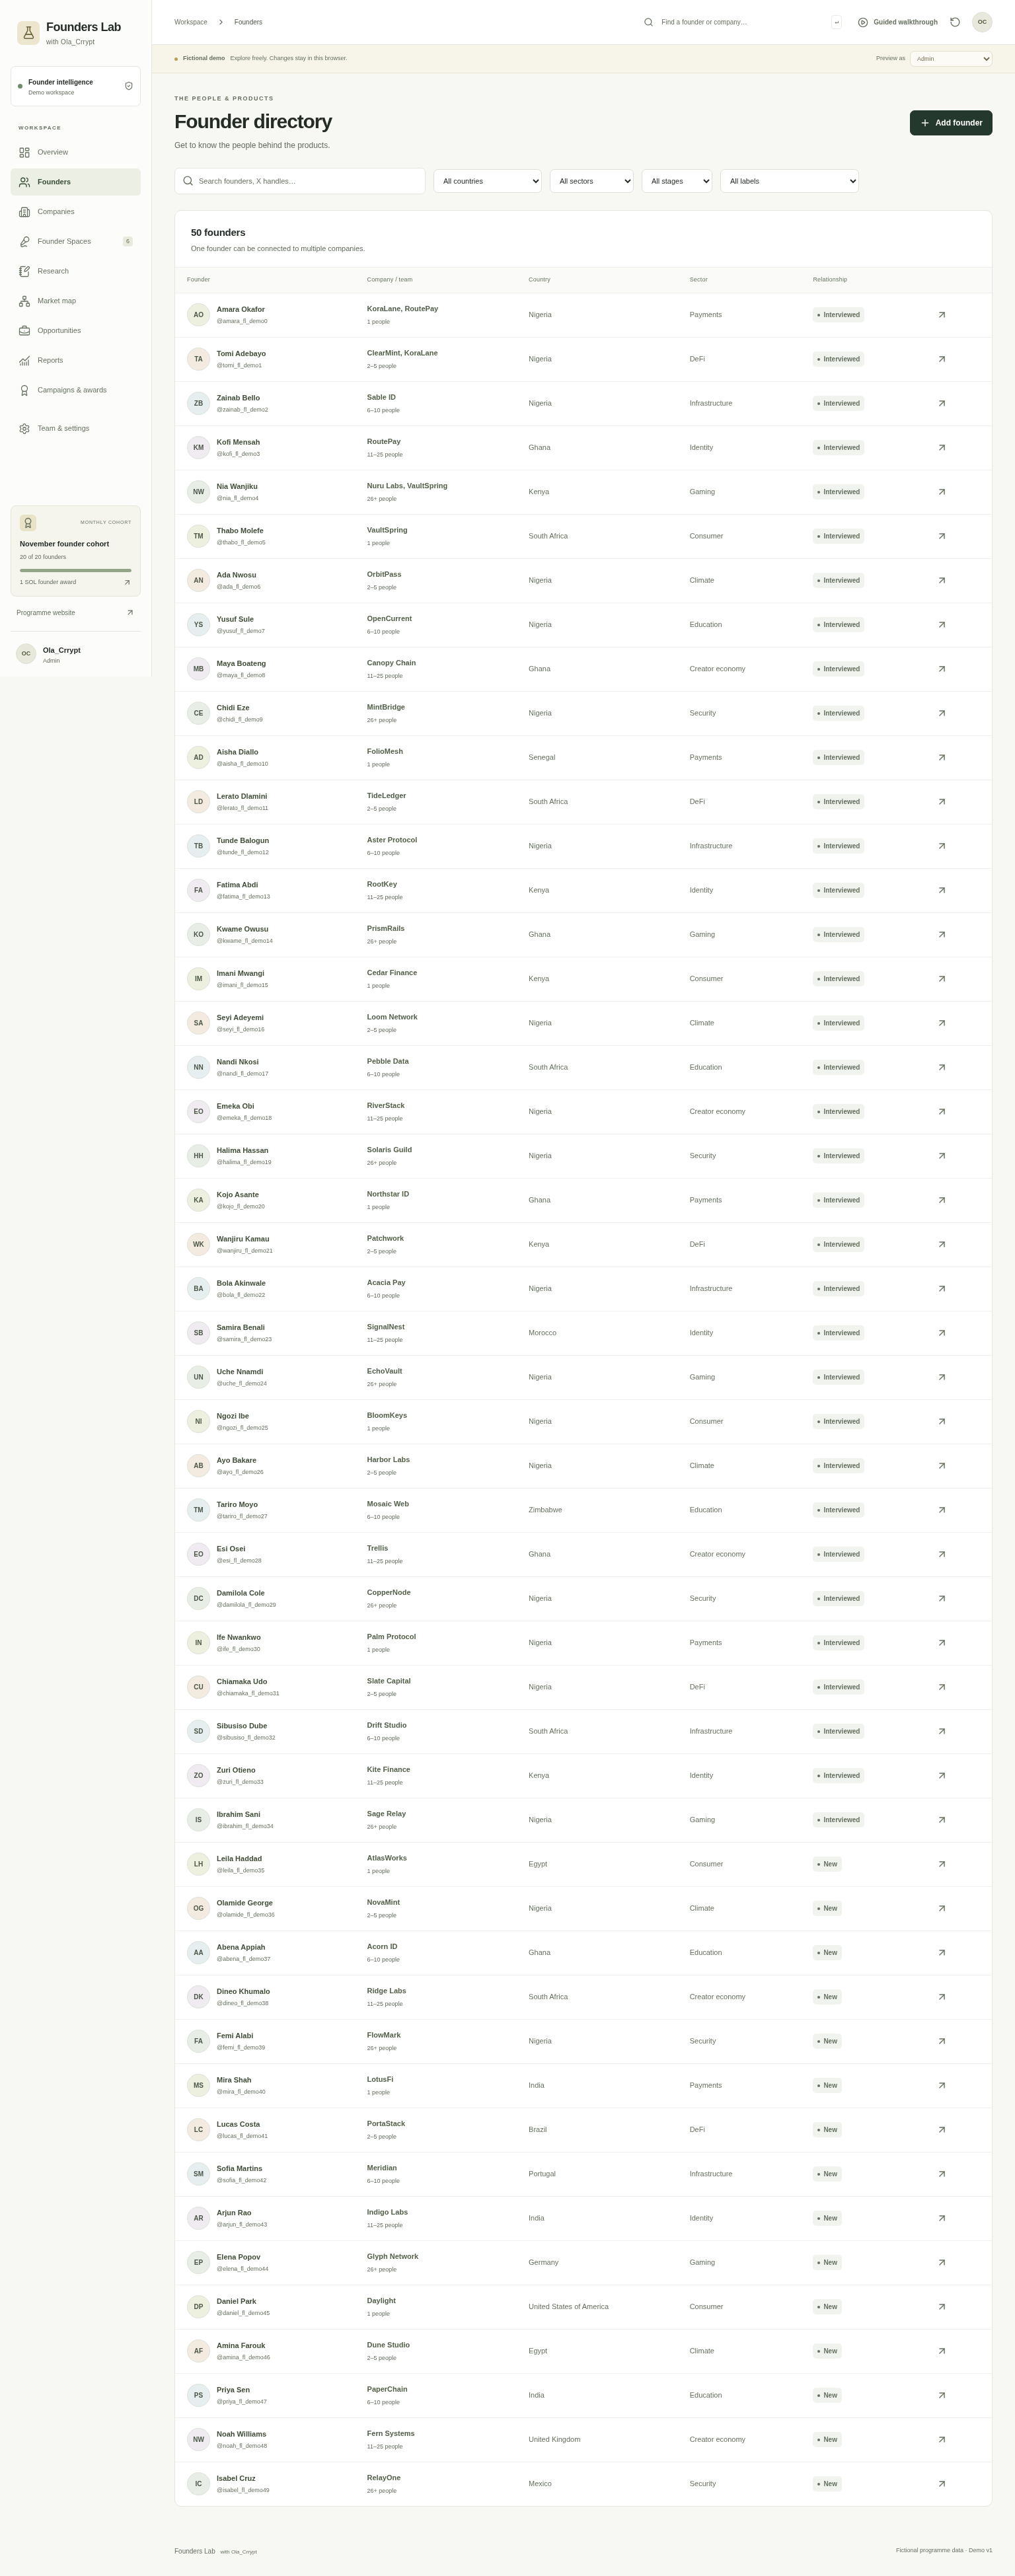 Founders Lab
with Ola_Crrypt
Founder intelligence
Demo workspace
WORKSPACE
Overview
Founders
Companies
Founder Spaces 6
Research
Market map
Opportunities
Reports
Campaigns & awards
Team & settings
MONTHLY COHORT
November founder cohort
20 of 20 founders
1 SOL founder award
Programme website
OC Ola_Crrypt
Admin
Workspace > Founders
Find a founder or company…
Guided walkthrough
OC
Fictional demo Explore freely. Changes stay in this browser.
Preview as Admin
THE PEOPLE & PRODUCTS
Founder directory
Get to know the people behind the products.
+ Add founder
Search founders, X handles…
All countries
All sectors
All stages
All labels
50 founders
One founder can be connected to multiple companies.
Founder Company / team Country Sector Relationship
AO Amara Okafor KoraLane, RoutePay Nigeria Payments Interviewed
@amara_fl_demo0 1 people
TA Tomi Adebayo ClearMint, KoraLane Nigeria DeFi Interviewed
@tomi_fl_demo1 2–5 people
ZB Zainab Bello Sable ID Nigeria Infrastructure Interviewed
@zainab_fl_demo2 6–10 people
KM Kofi Mensah RoutePay Ghana Identity Interviewed
@kofi_fl_demo3 11–25 people
NW Nia Wanjiku Nuru Labs, VaultSpring Kenya Gaming Interviewed
@nia_fl_demo4 26+ people
TM Thabo Molefe VaultSpring South Africa Consumer Interviewed
@thabo_fl_demo5 1 people
AN Ada Nwosu OrbitPass Nigeria Climate Interviewed
@ada_fl_demo6 2–5 people
YS Yusuf Sule OpenCurrent Nigeria Education Interviewed
@yusuf_fl_demo7 6–10 people
MB Maya Boateng Canopy Chain Ghana Creator economy Interviewed
@maya_fl_demo8 11–25 people
CE Chidi Eze MintBridge Nigeria Security Interviewed
@chidi_fl_demo9 26+ people
AD Aisha Diallo FolioMesh Senegal Payments Interviewed
@aisha_fl_demo10 1 people
LD Lerato Dlamini TideLedger South Africa DeFi Interviewed
@lerato_fl_demo11 2–5 people
TB Tunde Balogun Aster Protocol Nigeria Infrastructure Interviewed
@tunde_fl_demo12 6–10 people
FA Fatima Abdi RootKey Kenya Identity Interviewed
@fatima_fl_demo13 11–25 people
KO Kwame Owusu PrismRails Ghana Gaming Interviewed
@kwame_fl_demo14 26+ people
IM Imani Mwangi Cedar Finance Kenya Consumer Interviewed
@imani_fl_demo15 1 people
SA Seyi Adeyemi Loom Network Nigeria Climate Interviewed
@seyi_fl_demo16 2–5 people
NN Nandi Nkosi Pebble Data South Africa Education Interviewed
@nandi_fl_demo17 6–10 people
EO Emeka Obi RiverStack Nigeria Creator economy Interviewed
@emeka_fl_demo18 11–25 people
HH Halima Hassan Solaris Guild Nigeria Security Interviewed
@halima_fl_demo19 26+ people
KA Kojo Asante Northstar ID Ghana Payments Interviewed
@kojo_fl_demo20 1 people
WK Wanjiru Kamau Patchwork Kenya DeFi Interviewed
@wanjiru_fl_demo21 2–5 people
BA Bola Akinwale Acacia Pay Nigeria Infrastructure Interviewed
@bola_fl_demo22 6–10 people
SB Samira Benali SignalNest Morocco Identity Interviewed
@samira_fl_demo23 11–25 people
UN Uche Nnamdi EchoVault Nigeria Gaming Interviewed
@uche_fl_demo24 26+ people
NI Ngozi Ibe BloomKeys Nigeria Consumer Interviewed
@ngozi_fl_demo25 1 people
AB Ayo Bakare Harbor Labs Nigeria Climate Interviewed
@ayo_fl_demo26 2–5 people
TM Tariro Moyo Mosaic Web Zimbabwe Education Interviewed
@tariro_fl_demo27 6–10 people
EO Esi Osei Trellis Ghana Creator economy Interviewed
@esi_fl_demo28 11–25 people
DC Damilola Cole CopperNode Nigeria Security Interviewed
@damilola_fl_demo29 26+ people
IN Ife Nwankwo Palm Protocol Nigeria Payments Interviewed
@ife_fl_demo30 1 people
CU Chiamaka Udo Slate Capital Nigeria DeFi Interviewed
@chiamaka_fl_demo31 2–5 people
SD Sibusiso Dube Drift Studio South Africa Infrastructure Interviewed
@sibusiso_fl_demo32 6–10 people
ZO Zuri Otieno Kite Finance Kenya Identity Interviewed
@zuri_fl_demo33 11–25 people
IS Ibrahim Sani Sage Relay Nigeria Gaming Interviewed
@ibrahim_fl_demo34 26+ people
LH Leila Haddad AtlasWorks Egypt Consumer New
@leila_fl_demo35 1 people
OG Olamide George NovaMint Nigeria Climate New
@olamide_fl_demo36 2–5 people
AA Abena Appiah Acorn ID Ghana Education New
@abena_fl_demo37 6–10 people
DK Dineo Khumalo Ridge Labs South Africa Creator economy New
@dineo_fl_demo38 11–25 people
FA Femi Alabi FlowMark Nigeria Security New
@femi_fl_demo39 26+ people
MS Mira Shah LotusFi India Payments New
@mira_fl_demo40 1 people
LC Lucas Costa PortaStack Brazil DeFi New
@lucas_fl_demo41 2–5 people
SM Sofia Martins Meridian Portugal Infrastructure New
@sofia_fl_demo42 6–10 people
AR Arjun Rao Indigo Labs India Identity New
@arjun_fl_demo43 11–25 people
EP Elena Popov Glyph Network Germany Gaming New
@elena_fl_demo44 26+ people
DP Daniel Park Daylight United States of America Consumer New
@daniel_fl_demo45 1 people
AF Amina Farouk Dune Studio Egypt Climate New
@amina_fl_demo46 2–5 people
PS Priya Sen PaperChain India Education New
@priya_fl_demo47 6–10 people
NW Noah Williams Fern Systems United Kingdom Creator economy New
@noah_fl_demo48 11–25 people
IC Isabel Cruz RelayOne Mexico Security New
@isabel_fl_demo49 26+ people
Founders Lab with Ola_Crrypt
Fictional programme data · Demo v1